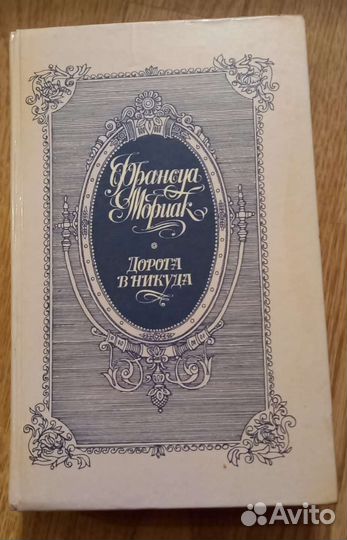 Франсуа
Мориак
Дорога
в никуда
Avito